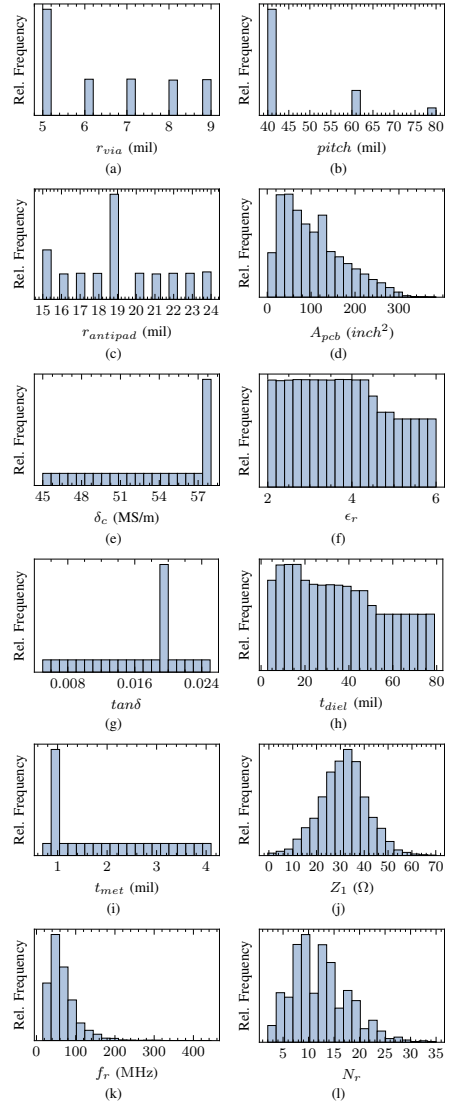 Rel. Frequency
5 6 7 8 9
r_via (mil)
(a)
Rel. Frequency
40 45 50 55 60 65 70 75 80
pitch (mil)
(b)
Rel. Frequency
15 16 17 18 19 20 21 22 23 24
r_antipad (mil)
(c)
Rel. Frequency
0 100 200 300
A_pcb (inch²)
(d)
Rel. Frequency
45 48 51 54 57
δ_c (MS/m)
(e)
Rel. Frequency
2 4 6
ϵ_r
(f)
Rel. Frequency
0.008 0.016 0.024
tanδ
(g)
Rel. Frequency
0 20 40 60 80
t_diel (mil)
(h)
Rel. Frequency
1 2 3 4
t_met (mil)
(i)
Rel. Frequency
0 10 20 30 40 50 60 70
Z_1 (Ω)
(j)
Rel. Frequency
0 100 200 300 400
f_r (MHz)
(k)
Rel. Frequency
5 10 15 20 25 30 35
N_r
(l)